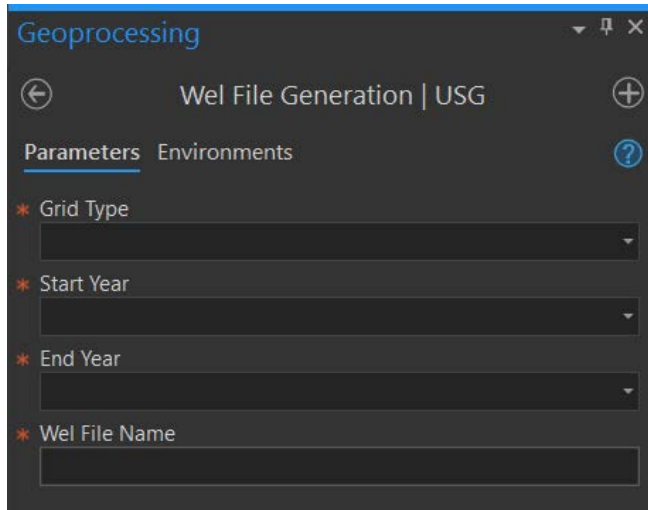 Geoprocessing
Wel File Generation | USG
Parameters Environments
* Grid Type
* Start Year
* End Year
* Wel File Name